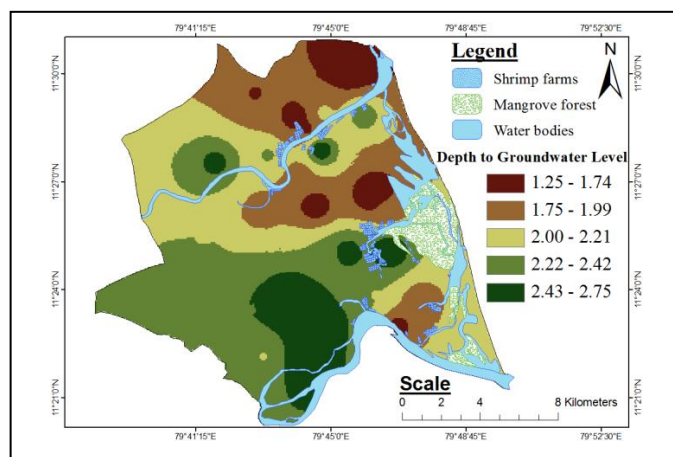 79°41'15"E 79°45'0"E 79°48'45"E 79°52'30"E
11°30'0"N
11°27'0"N
11°24'0"N
11°21'0"N
Legend
N
Shrimp farms
Mangrove forest
Water bodies
Depth to Groundwater Level
1.25 - 1.74
1.75 - 1.99
2.00 - 2.21
2.22 - 2.42
2.43 - 2.75
11°30'0"N
11°27'0"N
11°24'0"N
11°21'0"N
Scale
0 2 4 8 Kilometers
79°41'15"E 79°45'0"E 79°48'45"E 79°52'30"E